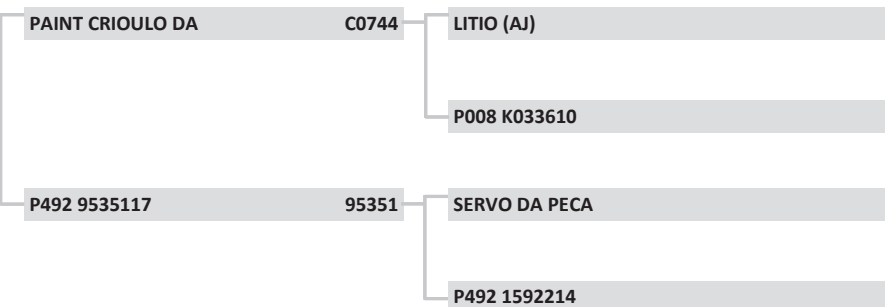 PAINT CRIOULO DA C0744 LITIO (AJ)
P008 K033610
P492 9535117 95351 SERVO DA PECA
P492 1592214